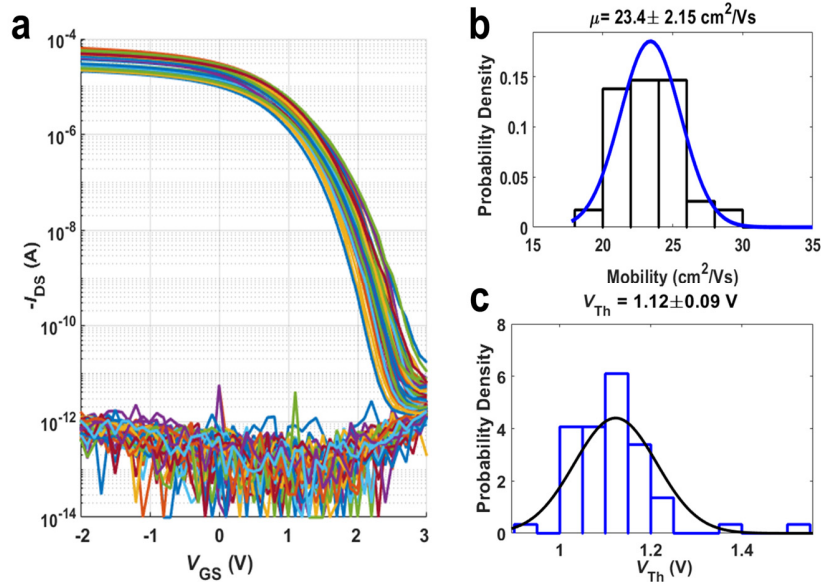 a
10⁻⁴
10⁻⁶
10⁻⁸
10⁻¹⁰
10⁻¹²
10⁻¹⁴
-I_DS (A)
-2
-1
0
1
2
3
V_GS (V)
b
μ= 23.4± 2.15 cm²/Vs
Probability Density
0.15
0.1
0.05
0
15
20
25
30
35
Mobility (cm²/Vs)
c
V_Th = 1.12±0.09 V
Probability Density
8
6
4
2
0
1
1.2
1.4
V_Th (V)